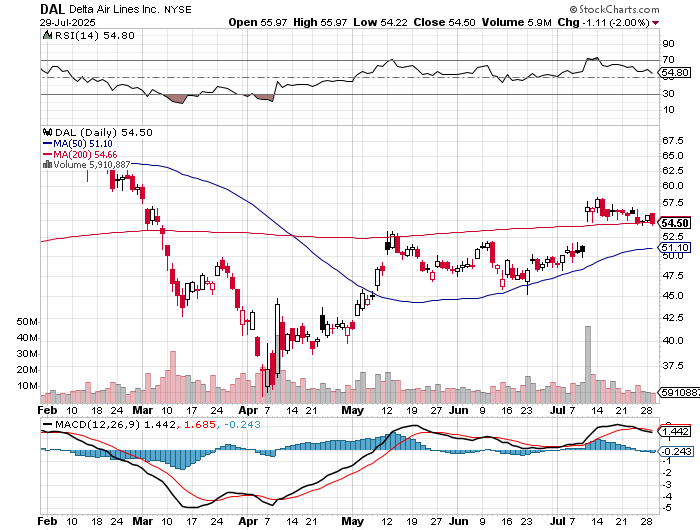 DAL Delta Air Lines Inc. NYSE © StockCharts.com
29-Jul-2025 Open 55.97 High 55.97 Low 54.22 Close 54.50 Volume 5.9M Chg -1.11 (-2.00%)
RSI(14) 54.80
90
70
54.80
50
30
10
DAL (Daily) 54.50
MA(50) 51.10
MA(200) 54.66
Volume 5,910,887
67.5
65.0
62.5
60.0
57.5
54.50
52.5
51.10
50.0
47.5
45.0
42.5
40.0
37.5
50M
40M
30M
20M
10M
5910887
Feb 10 18 24 Mar 10 17 24 Apr 7 14 21 May 12 19 27 Jun 9 16 23 Jul 7 14 21 28
MACD(12,26,9) 1.442, 1.685, -0.243
1.442
-0.243
-1
-2
-3
-4
-5
Feb 10 18 24 Mar 10 17 24 Apr 7 14 21 May 12 19 27 Jun 9 16 23 Jul 7 14 21 28